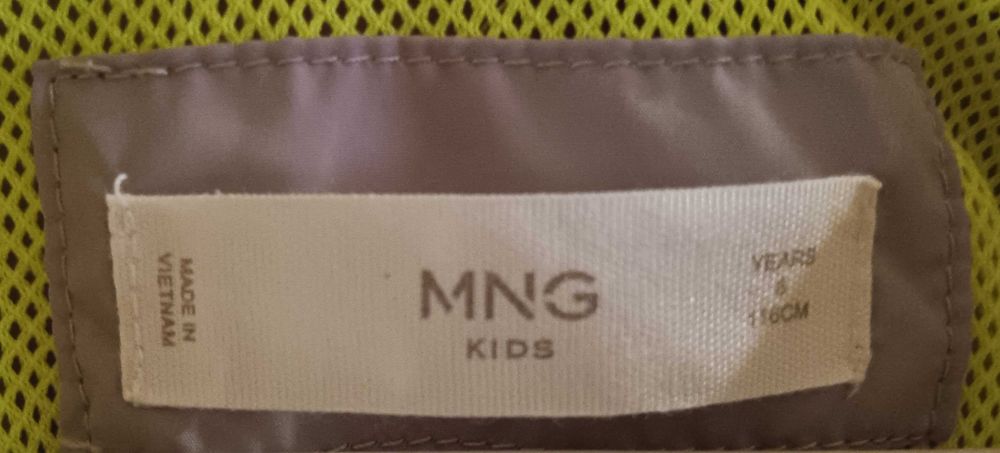 MADE IN
VIETNAM
MNG
KIDS
YEARS
6
116CM